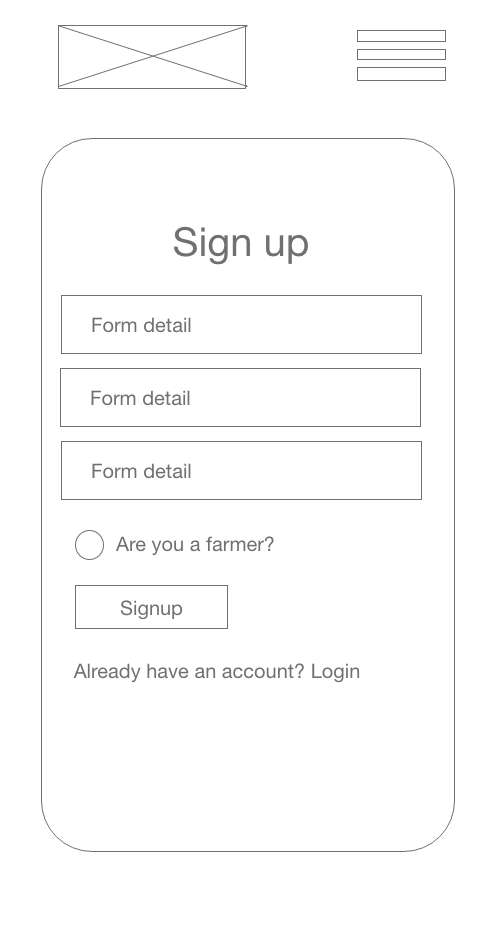 Sign up
Form detail
Form detail
Form detail
Are you a farmer?
Signup
Already have an account? Login